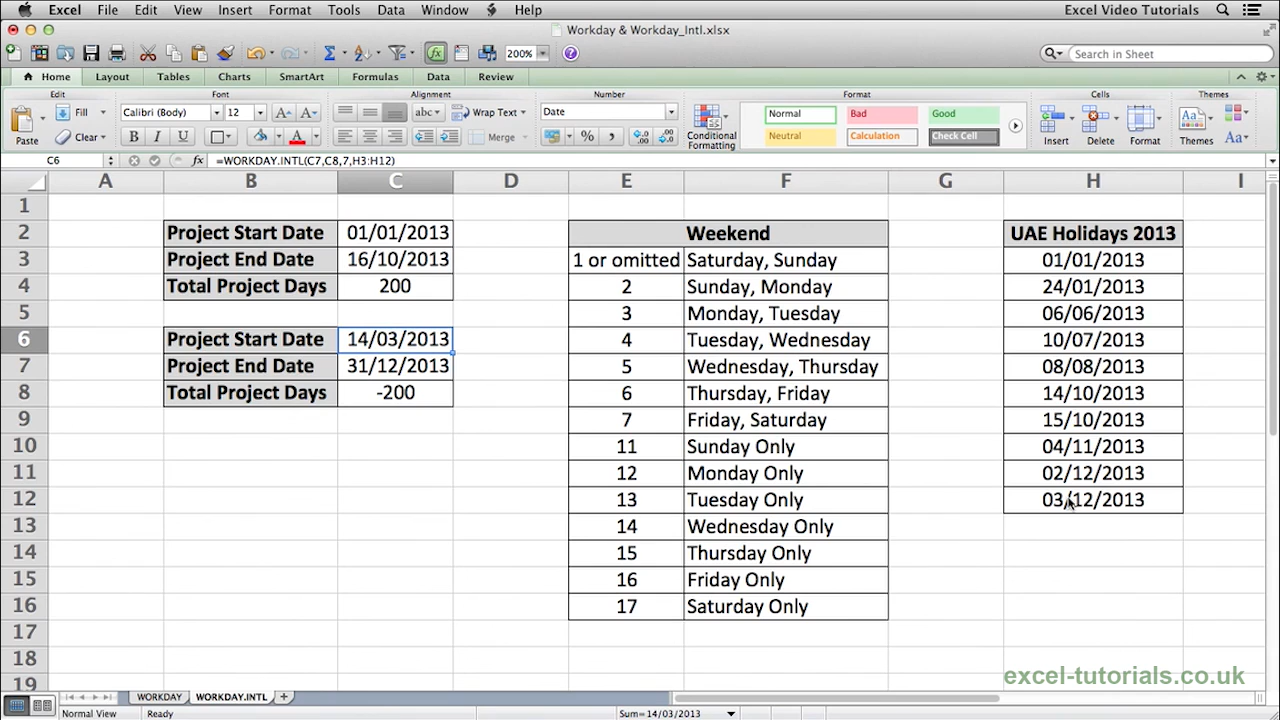 Excel File Edit View Insert Format Tools Data Window Help Excel Video Tutorials
Workday & Workday_Intl.xlsx
200% Search in Sheet
Home Layout Tables Charts SmartArt Formulas Data Review
Edit Font Alignment Number Format Cells Themes
Paste Fill Calibri (Body) 12 abc Wrap Text Date Conditional Formatting Normal Bad Good Insert Delete Format Themes Aa
Clear B I U A Merge % Neutral Calculation Check Cell Aa
C6 fx =WORKDAY.INTL(C7,C8,7,H3:H12)
A B C D E F G H I
1
2 Project Start Date 01/01/2013 Weekend UAE Holidays 2013
3 Project End Date 16/10/2013 1 or omitted Saturday, Sunday 01/01/2013
4 Total Project Days 200 2 Sunday, Monday 24/01/2013
5 3 Monday, Tuesday 06/06/2013
6 Project Start Date 14/03/2013 4 Tuesday, Wednesday 10/07/2013
7 Project End Date 31/12/2013 5 Wednesday, Thursday 08/08/2013
8 Total Project Days -200 6 Thursday, Friday 14/10/2013
9 7 Friday, Saturday 15/10/2013
10 11 Sunday Only 04/11/2013
11 12 Monday Only 02/12/2013
12 13 Tuesday Only 03/12/2013
13 14 Wednesday Only
14 15 Thursday Only
15 16 Friday Only
16 17 Saturday Only
17
18
19
excel-tutorials.co.uk
WORKDAY WORKDAY.INTL
Normal View Ready Sum=14/03/2013